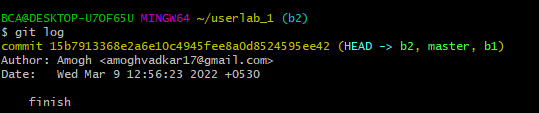 BCA@DESKTOP-U7OF65U MINGW64 ~/userlab_1 (b2)
$ git log
commit 15b7913368e2a6e10c4945fee8a0d8524595ee42 (HEAD -> b2, master, b1)
Author: Amogh <amoghvadkar17@gmail.com>
Date:   Wed Mar 9 12:56:23 2022 +0530
    finish